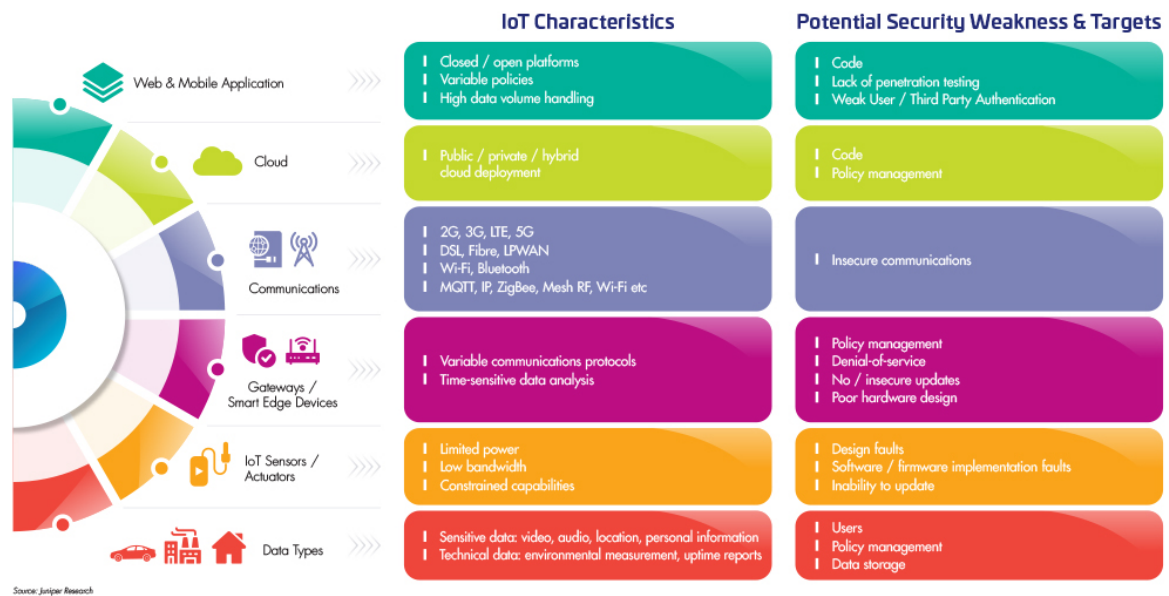 IoT Characteristics
Potential Security Weakness & Targets
Web & Mobile Application
Closed / open platforms
Variable policies
High data volume handling
Code
Lack of penetration testing
Weak User / Third Party Authentication
Cloud
Public / private / hybrid
cloud deployment
Code
Policy management
Communications
2G, 3G, LTE, 5G
DSL, Fibre, LPWAN
Wi-Fi, Bluetooth
MQTT, IP, ZigBee, Mesh RF, Wi-Fi etc
Insecure communications
Gateways /
Smart Edge Devices
Variable communications protocols
Time-sensitive data analysis
Policy management
Denial-of-service
No / insecure updates
Poor hardware design
IoT Sensors /
Actuators
Limited power
Low bandwidth
Constrained capabilities
Design faults
Software / firmware implementation faults
Inability to update
Data Types
Sensitive data: video, audio, location, personal information
Technical data: environmental measurement, uptime reports
Users
Policy management
Data storage
Source: Juniper Research